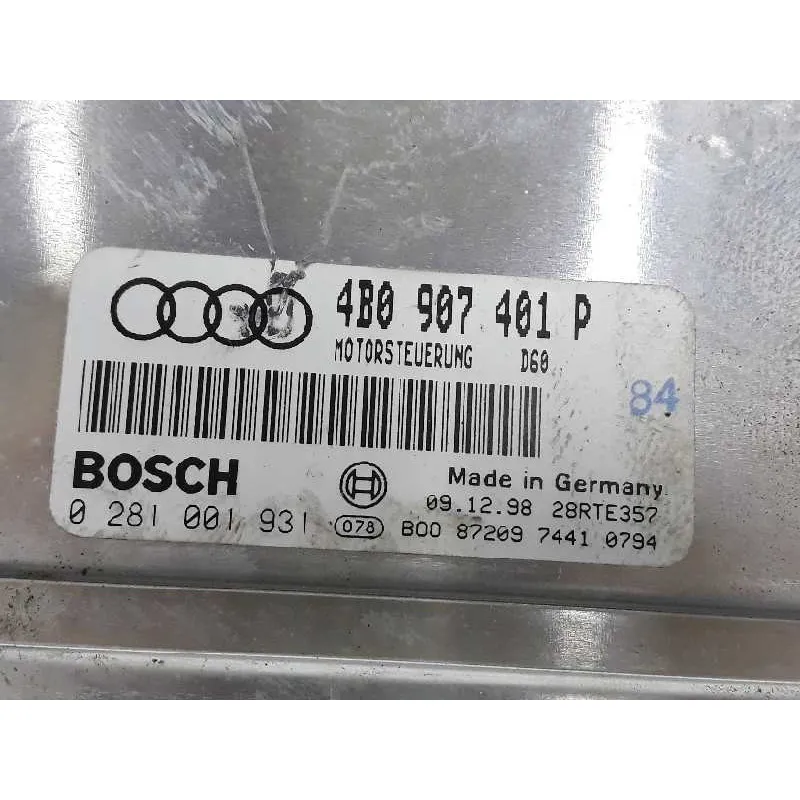 4B0 907 401 P
MOTORSTEUERUNG D60
84
BOSCH
Made in Germany
09.12.98 28RTE357
0 281 001 931 078 B00 87209 7441 0794